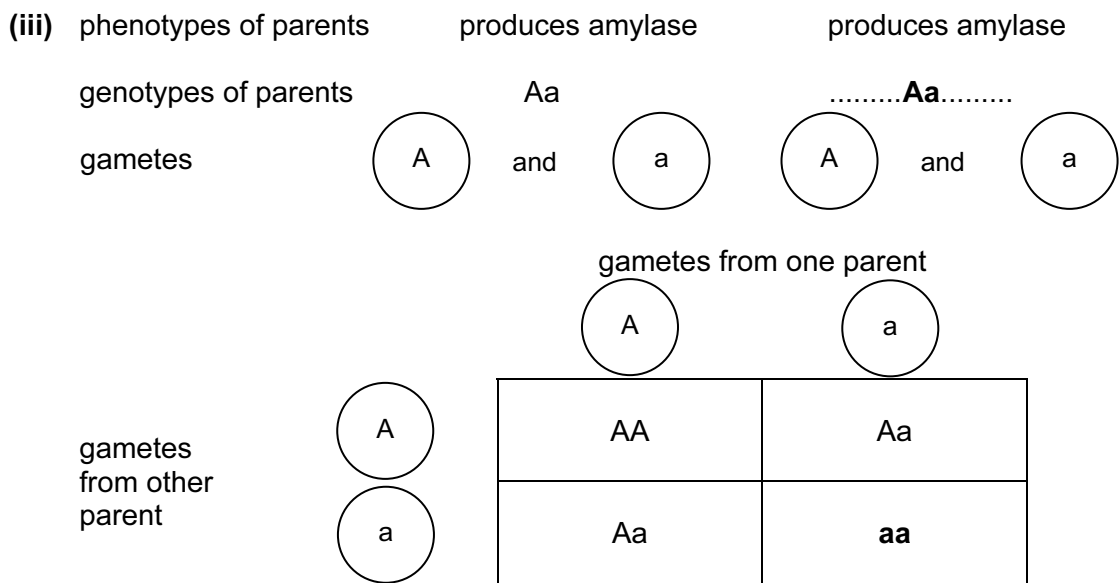 (iii) phenotypes of parents produces amylase produces amylase
genotypes of parents Aa .........Aa.........
gametes A and a A and a
gametes from one parent
A a
gametes
from other
parent
A AA Aa
a Aa aa